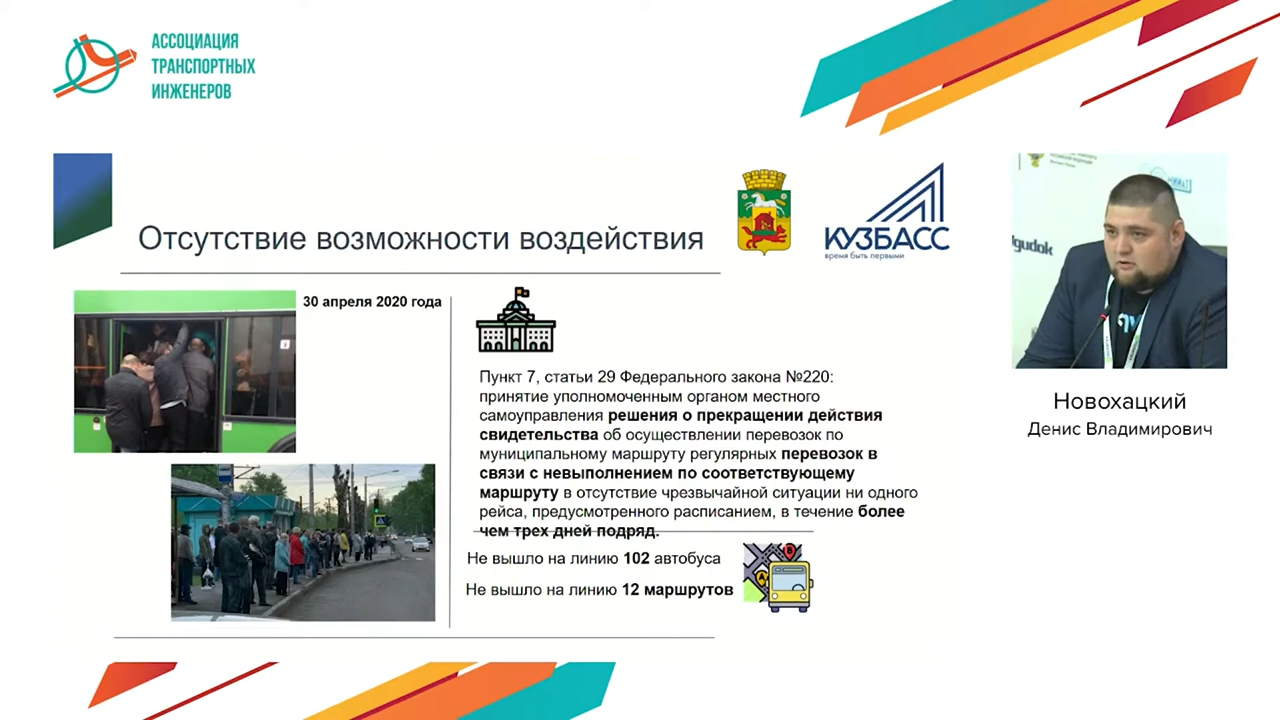 АССОЦИАЦИЯ
ТРАНСПОРТНЫХ
ИНЖЕНЕРОВ
Отсутствие возможности воздействия
КУЗБАСС
время быть первыми
30 апреля 2020 года
Пункт 7, статьи 29 Федерального закона №220:
принятие уполномоченным органом местного
самоуправления решения о прекращении действия
свидетельства об осуществлении перевозок по
муниципальному маршруту регулярных перевозок в
связи с невыполнением по соответствующему
маршруту в отсутствие чрезвычайной ситуации ни одного
рейса, предусмотренного расписанием, в течение более
чем трех дней подряд.
Не вышло на линию 102 автобуса
Не вышло на линию 12 маршрутов
A
B
gudok
Новохацкий
Денис Владимирович